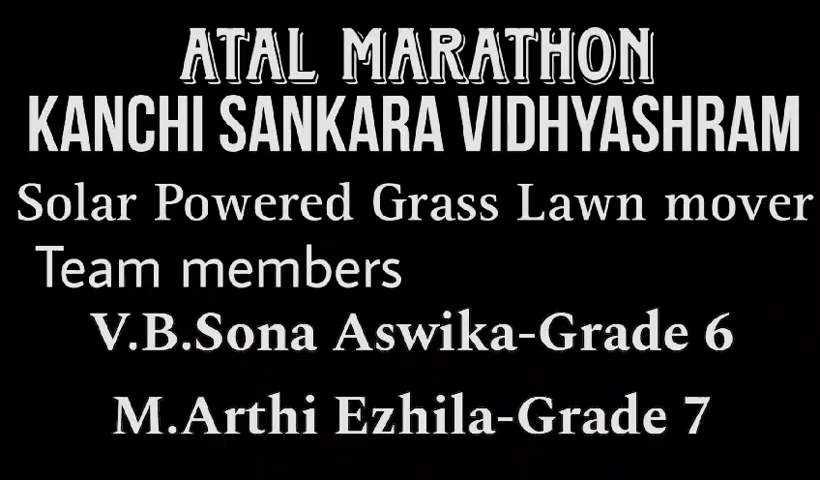 ATAL MARATHON
KANCHI SANKARA VIDHYASHRAM
Solar Powered Grass Lawn mover
Team members
V.B.Sona Aswika-Grade 6
M.Arthi Ezhila-Grade 7